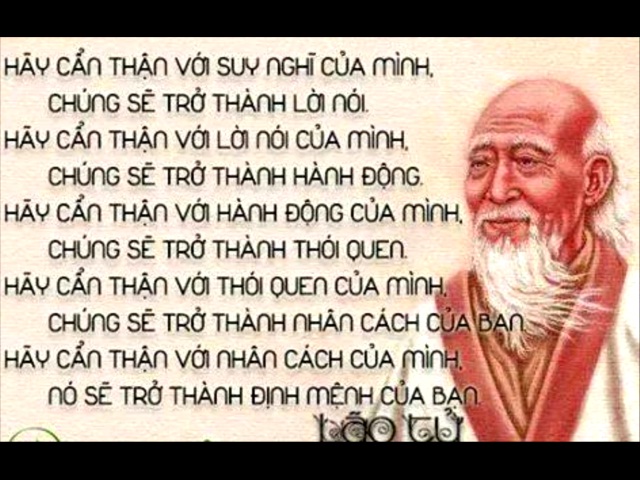 HÃY CẨN THẬN VỚI SUY NGHĨ CỦA MÌNH,
CHÚNG SẼ TRỞ THÀNH LỜI NÓI.
HÃY CẨN THẬN VỚI LỜI NÓI CỦA MÌNH,
CHÚNG SẼ TRỞ THÀNH HÀNH ĐỘNG.
HÃY CẨN THẬN VỚI HÀNH ĐỘNG CỦA MÌNH,
CHÚNG SẼ TRỞ THÀNH THÓI QUEN.
HÃY CẨN THẬN VỚI THÓI QUEN CỦA MÌNH,
CHÚNG SẼ TRỞ THÀNH NHÂN CÁCH CỦA BẠN.
HÃY CẨN THẬN VỚI NHÂN CÁCH CỦA MÌNH,
NÓ SẼ TRỞ THÀNH ĐỊNH MỆNH CỦA BẠN.
LÃO TỬ